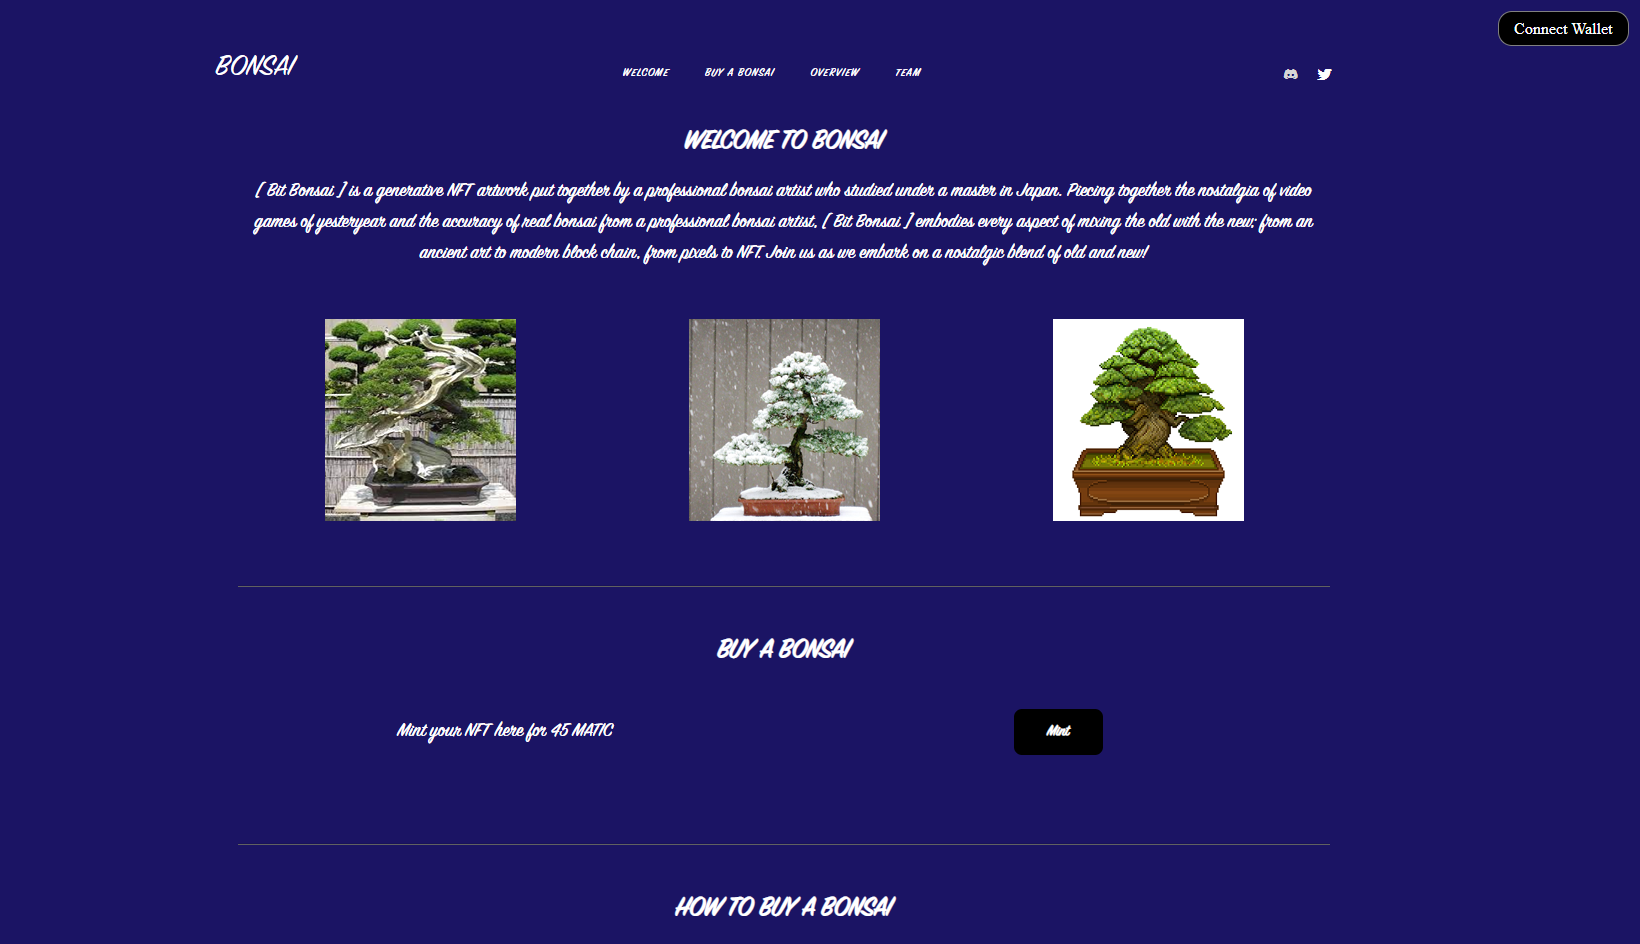 Connect Wallet
BONSAI
WELCOME
BUY A BONSAI
OVERVIEW
TEAM
WELCOME TO BONSAI
[ Bit Bonsai ] is a generative NFT artwork put together by a professional bonsai artist who studied under a master in Japan. Piecing together the nostalgia of video
games of yesteryear and the accuracy of real bonsai from a professional bonsai artist, [ Bit Bonsai ] embodies every aspect of mixing the old with the new; from an
ancient art to modern block chain, from pixels to NFT. Join us as we embark on a nostalgic blend of old and new!
BUY A BONSAI
Mint your NFT here for 45 MATIC
Mint
HOW TO BUY A BONSAI